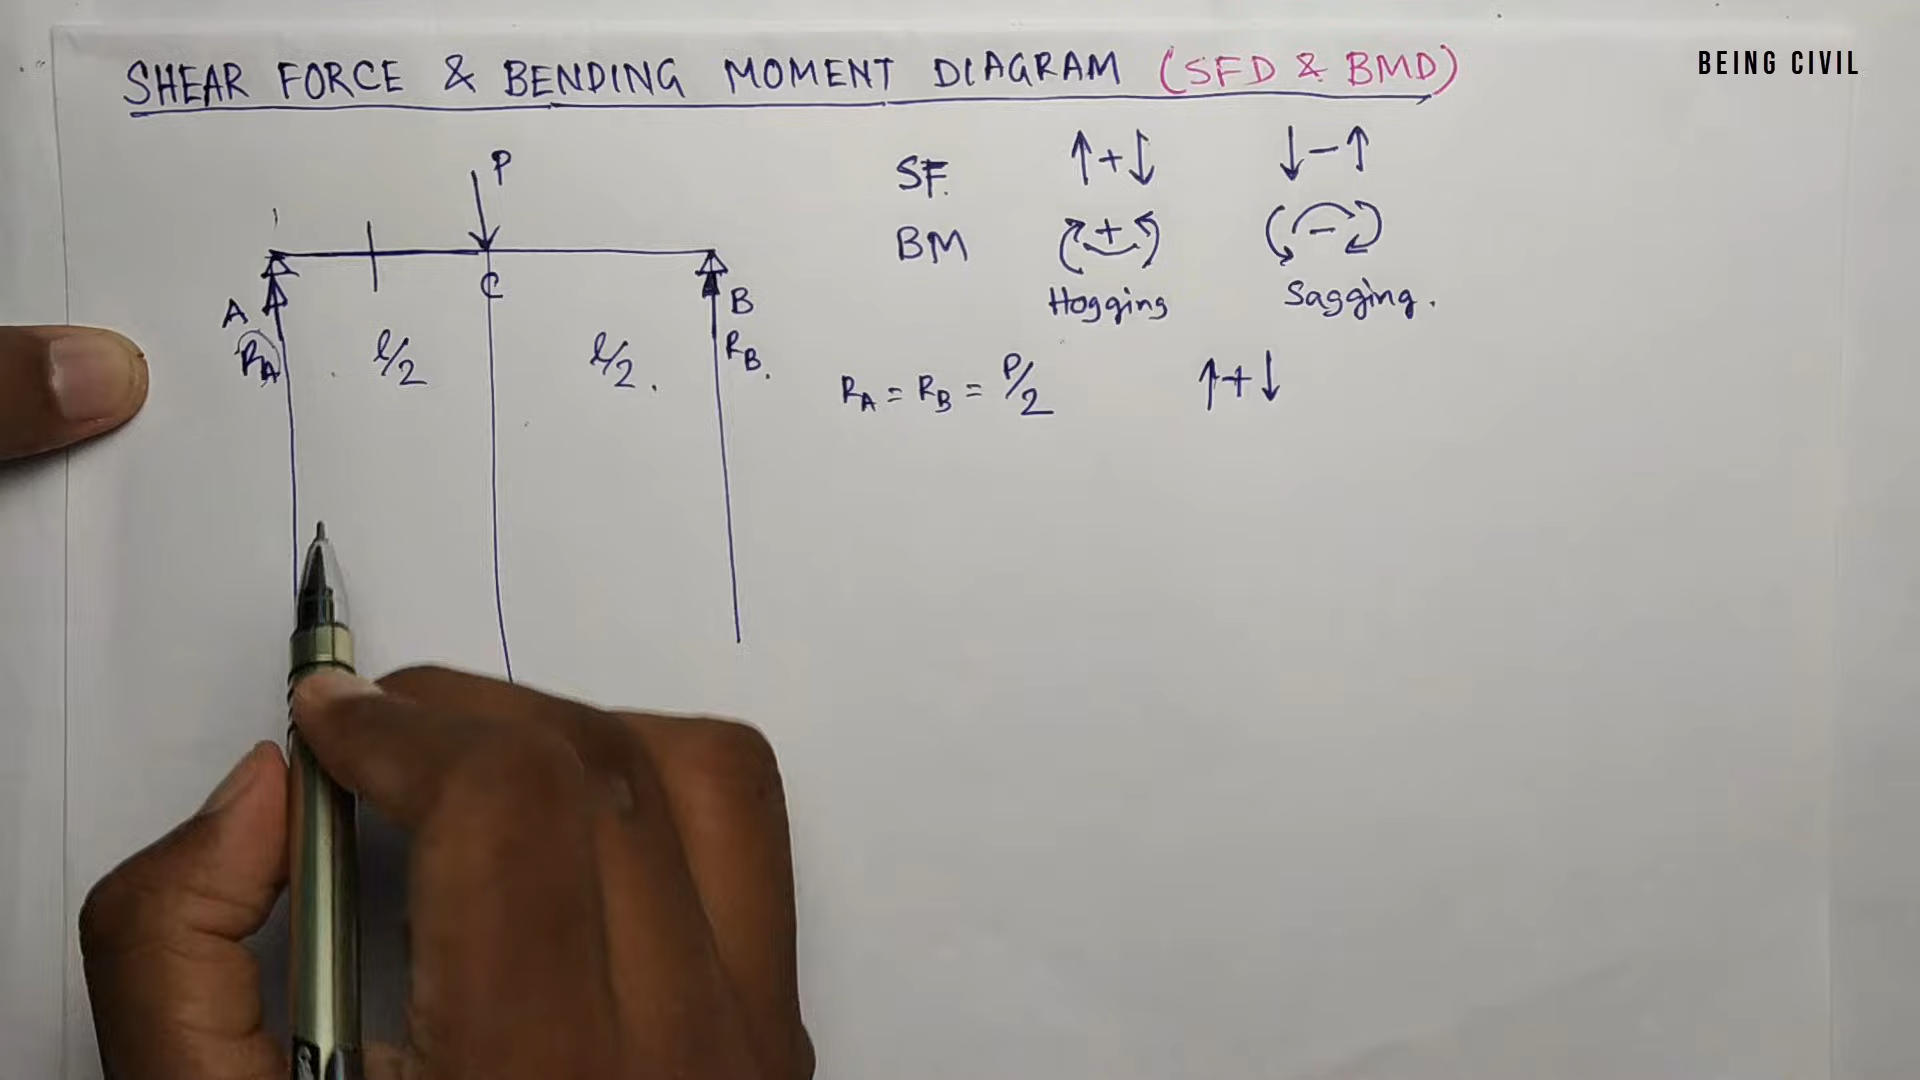 SHEAR FORCE & BENDING MOMENT DIAGRAM (SFD & BMD)
BEING CIVIL
P
SF. ↑+↓ ↓-↑
BM + -
Hogging Sagging.
A C B
RA l/2 l/2. RB.
RA = RB = P/2 ↑+↓